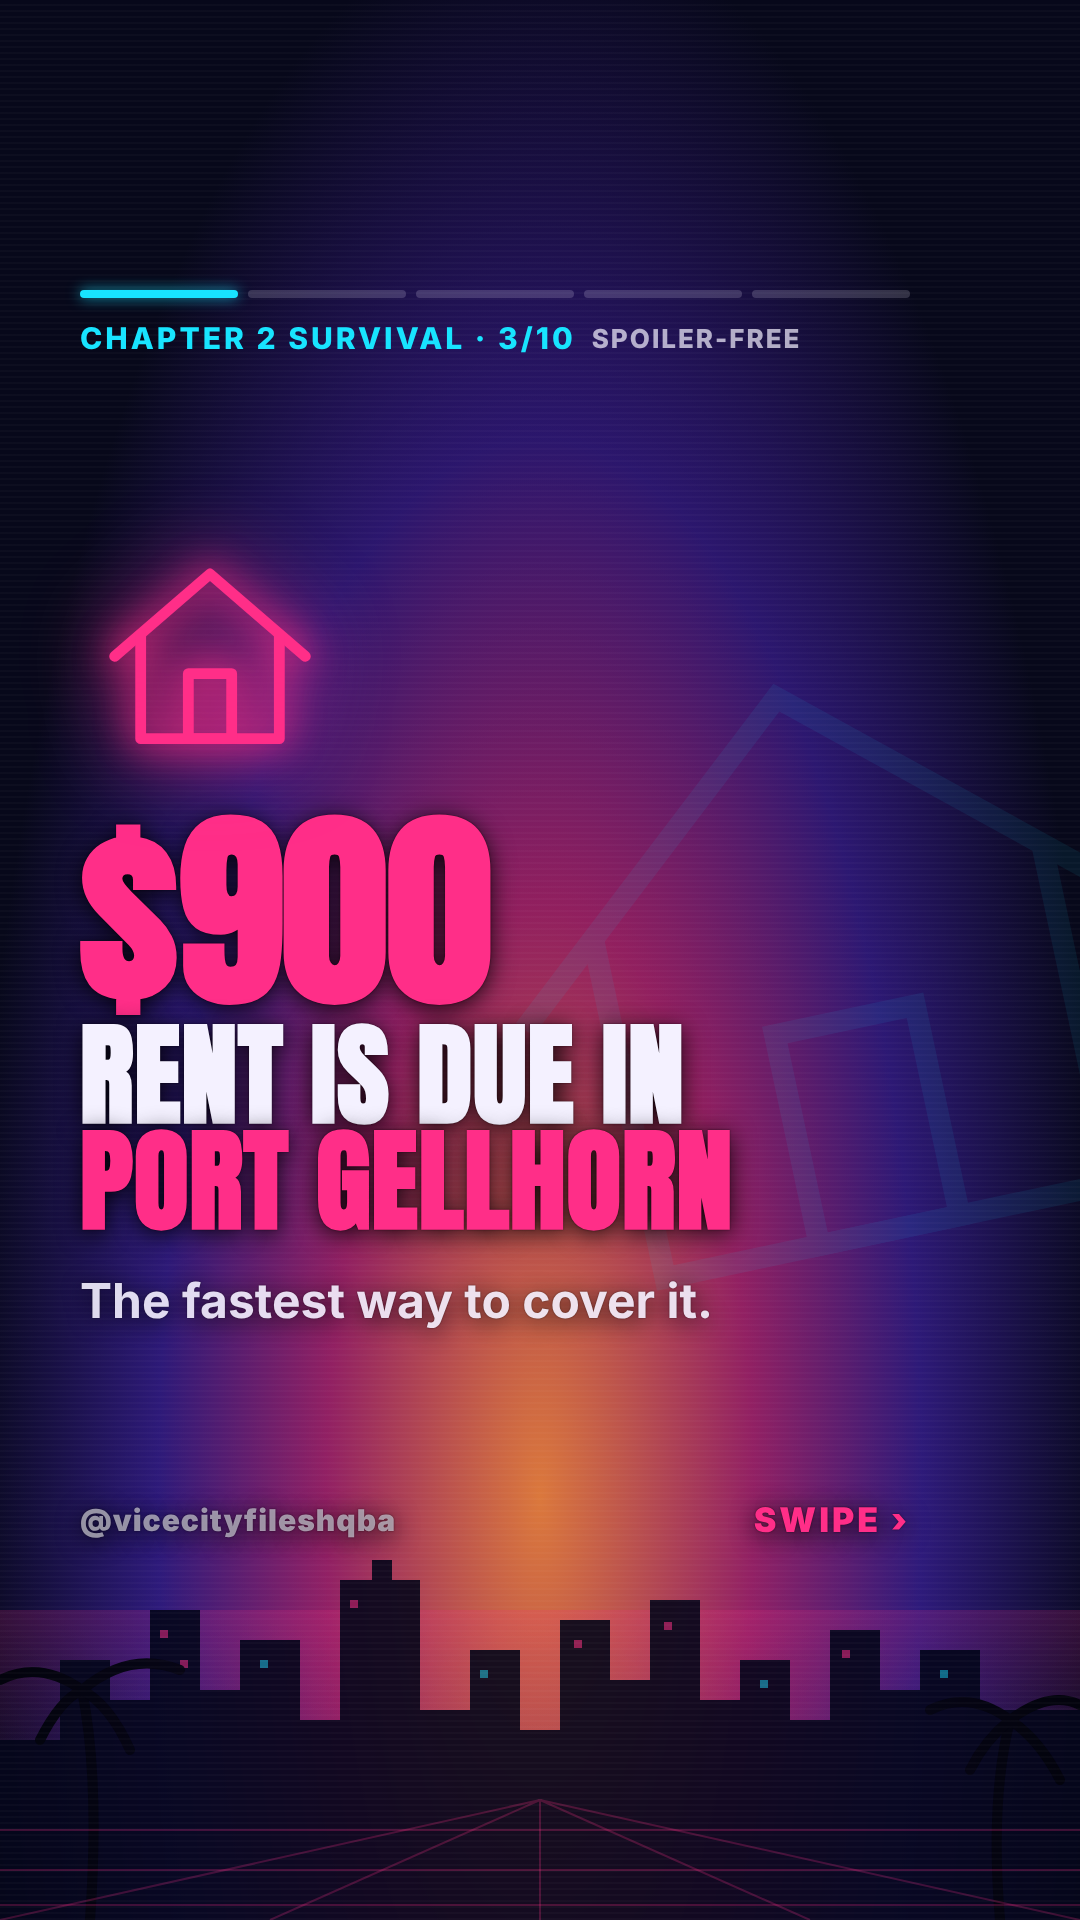 CHAPTER 2 SURVIVAL · 3/10 SPOILER-FREE
$900
RENT IS DUE IN
PORT GELLHORN
The fastest way to cover it.
@vicecityfileshqba
SWIPE ›